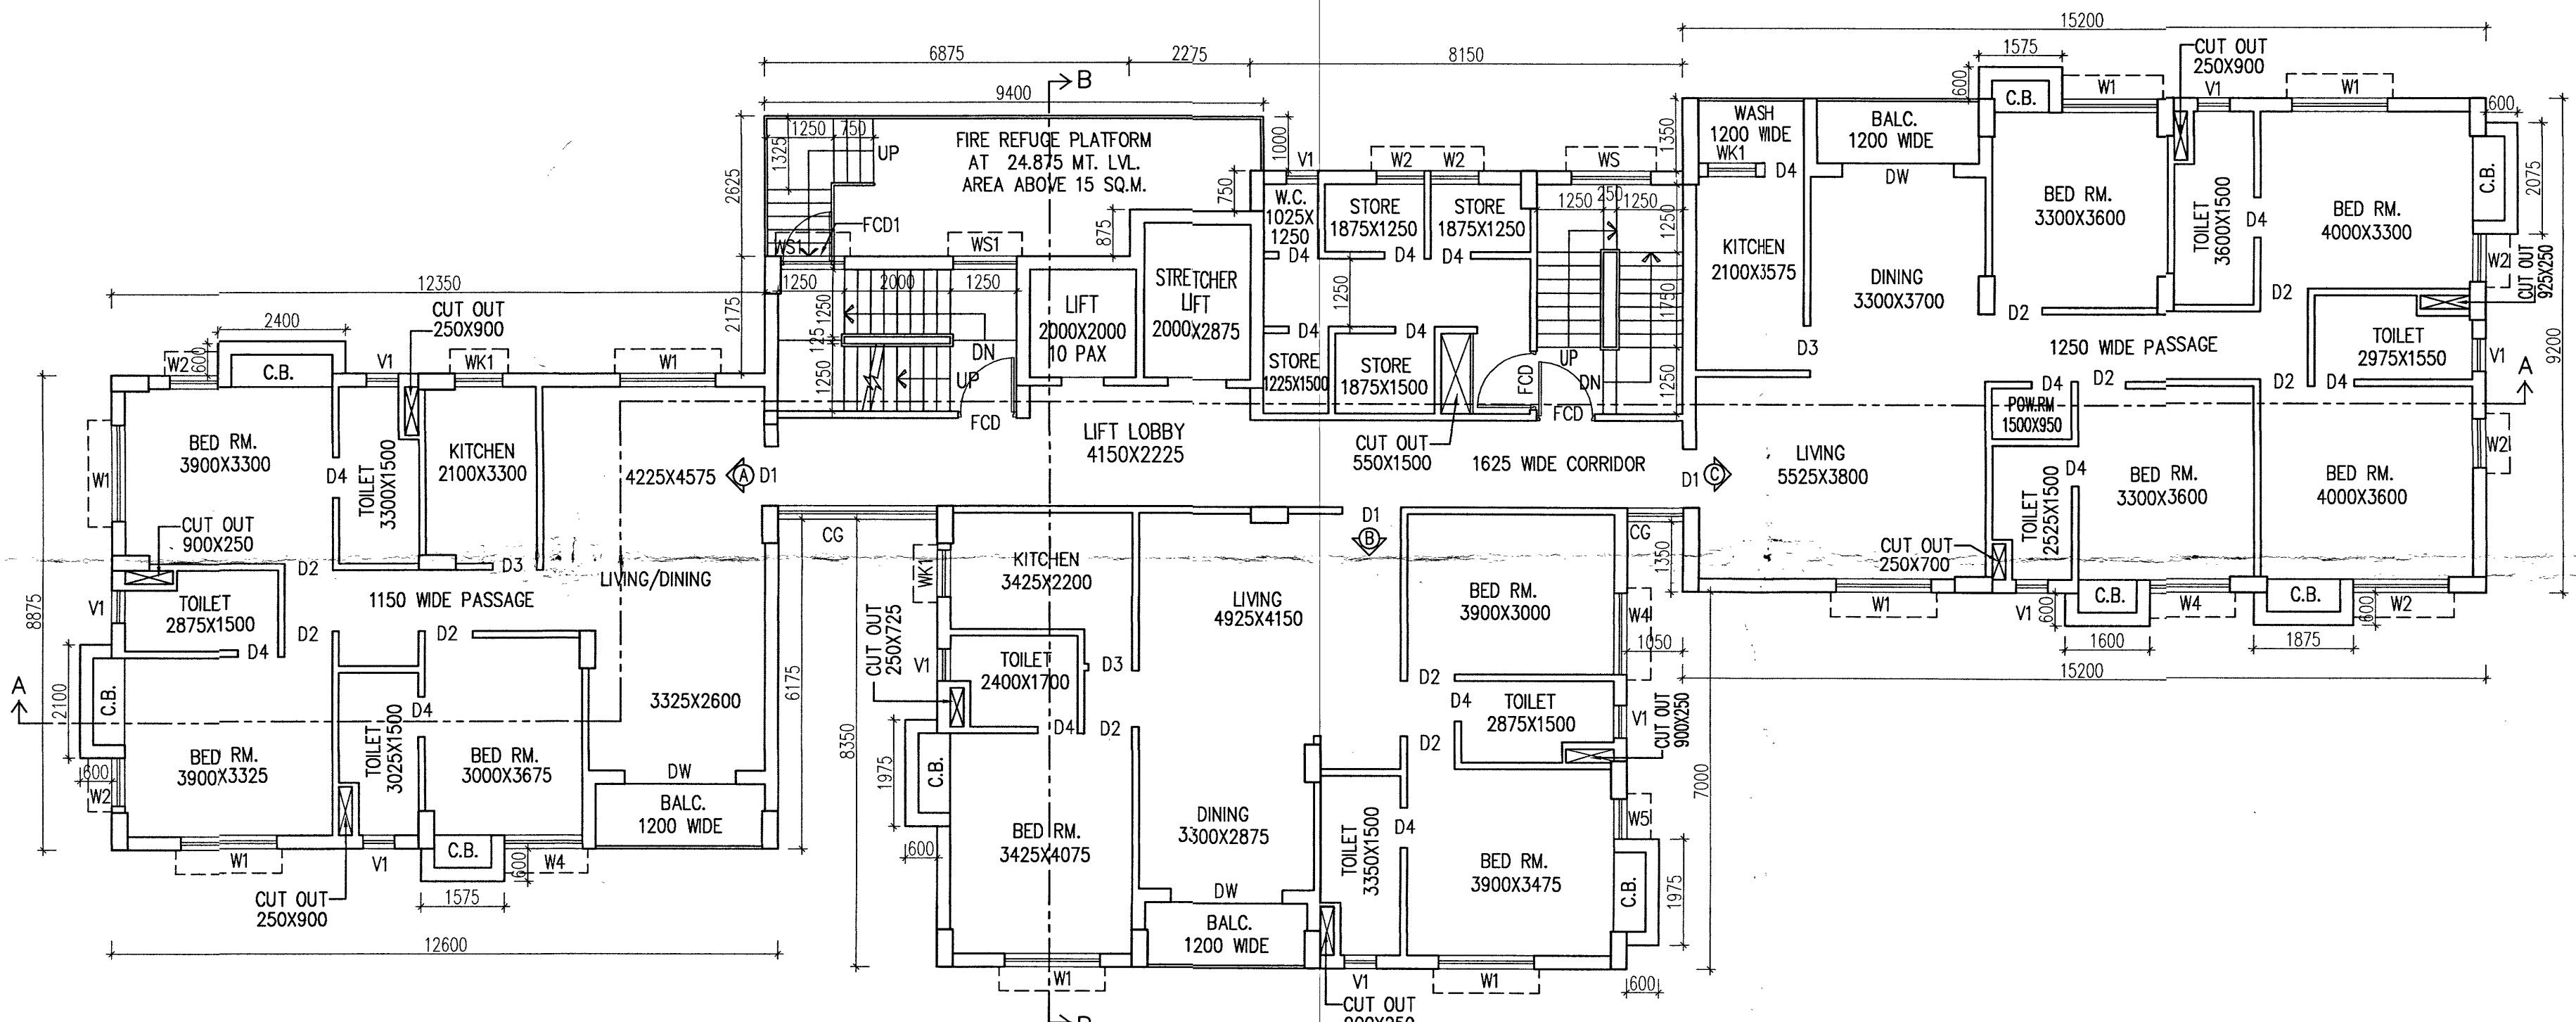 15200
6875
2275
8150
1575
CUT OUT
250X900
9400
B
600
C.B.
W1
V1
W1
600
1250
750
1325
UP
FIRE REFUGE PLATFORM
AT 24.875 MT. LVL.
AREA ABOVE 15 SQ.M.
1000
V1
W2
W2
WS
1350
WASH
1200 WIDE
WK1
D4
BALC.
1200 WIDE
DW
BED RM.
3300X3600
TOILET
3600X1500
D4
BED RM.
4000X3300
C.B.
2075
9200
2625
FCD1
WS1
WS1
875
750
W.C.
1025X
1250
D4
STORE
1875X1250
D4
STORE
1875X1250
D4
1250
250
1250
1250
KITCHEN
2100X3575
DINING
3300X3700
W2
CUT OUT
925X250
12350
2175
1250
2000
1250
1250
125
1250
DN
UP
LIFT
2000X2000
10 PAX
STRETCHER
LIFT
2000X2875
1250
D4
D4
STORE
1225X1500
STORE
1875X1500
UP
DN
1750
1250
FCD
FCD
FCD
D3
D2
D2
1250 WIDE PASSAGE
TOILET
2975X1550
V1
D4
D2
D2
D4
A
2400
CUT OUT
250X900
W2
600
C.B.
V1
WK1
W1
8875
BED RM.
3900X3300
W1
D4
TOILET
3300X1500
KITCHEN
2100X3300
4225X4575
A
D1
LIFT LOBBY
4150X2225
CUT OUT
550X1500
1625 WIDE CORRIDOR
D1
C
LIVING
5525X3800
POW.RM
1500X950
D4
TOILET
2525X1500
BED RM.
3300X3600
BED RM.
4000X3600
W2
CUT OUT
900X250
D2
D3
LIVING/DINING
CG
D1
B
CG
1350
CUT OUT
250X700
V1
TOILET
2875X1500
1150 WIDE PASSAGE
D4
D2
D2
KITCHEN
3425X2200
WK1
LIVING
4925X4150
BED RM.
3900X3000
W4
1050
W1
V1
600
C.B.
W4
C.B.
600
W2
1600
1875
15200
A
2100
C.B.
BED RM.
3900X3325
600
W2
TOILET
3025X1500
D4
BED RM.
3000X3675
3325X2600
6175
8350
CUT OUT
250X725
V1
TOILET
2400X1700
D3
D4
D2
D2
D4
TOILET
2875X1500
V1
CUT OUT
900X250
D2
7000
DW
BALC.
1200 WIDE
1975
C.B.
600
BED RM.
3425X4075
DINING
3300X2875
TOILET
3350X1500
D4
BED RM.
3900X3475
W5
C.B.
1975
W1
V1
C.B.
600
W4
1575
CUT OUT
250X900
12600
DW
BALC.
1200 WIDE
W1
V1
W1
600
CUT OUT